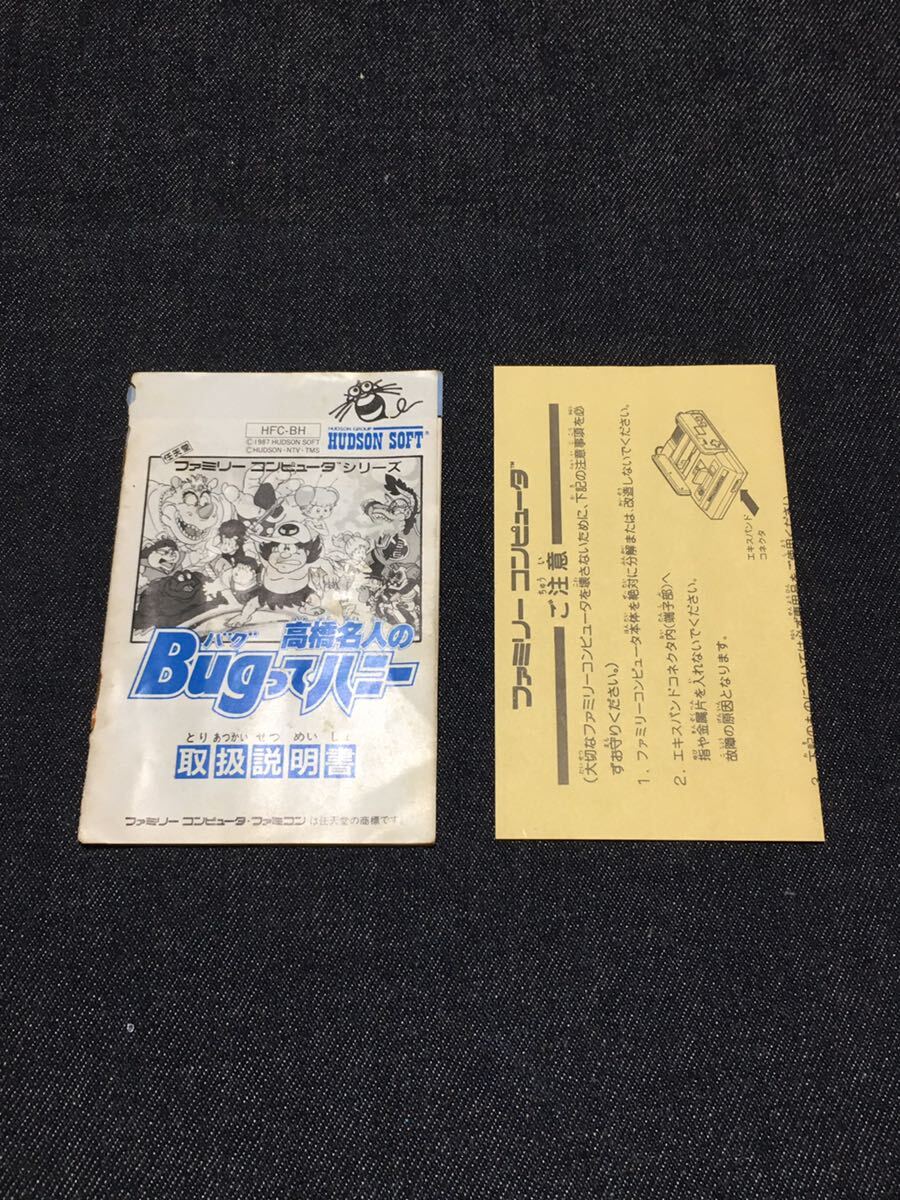 HFC-BH
©1987 HUDSON SOFT
©HUDSON・NTV・TMS
HUDSON GROUP
HUDSON SOFT®
任天堂
ファミリー コンピュータ™シリーズ
高橋名人の
バグ
Bugってハニー
とりあつかいせつめいしょ
取扱説明書
ファミリー コンピュータ・ファミコンは任天堂の商標です
ファミリー コンピュータ™
ちゅうい
ご注意
(大切なファミリーコンピュータを壊さないために、下記の注意事項を必
ずお守りください。)
1. ファミリーコンピュータ本体を絶対に分解または、改造しないでください。
2. エキスパンドコネクタ内(端子部)へ
指や金属片を入れないでください。
故障の原因となります。
エキスパンド
コネクタ